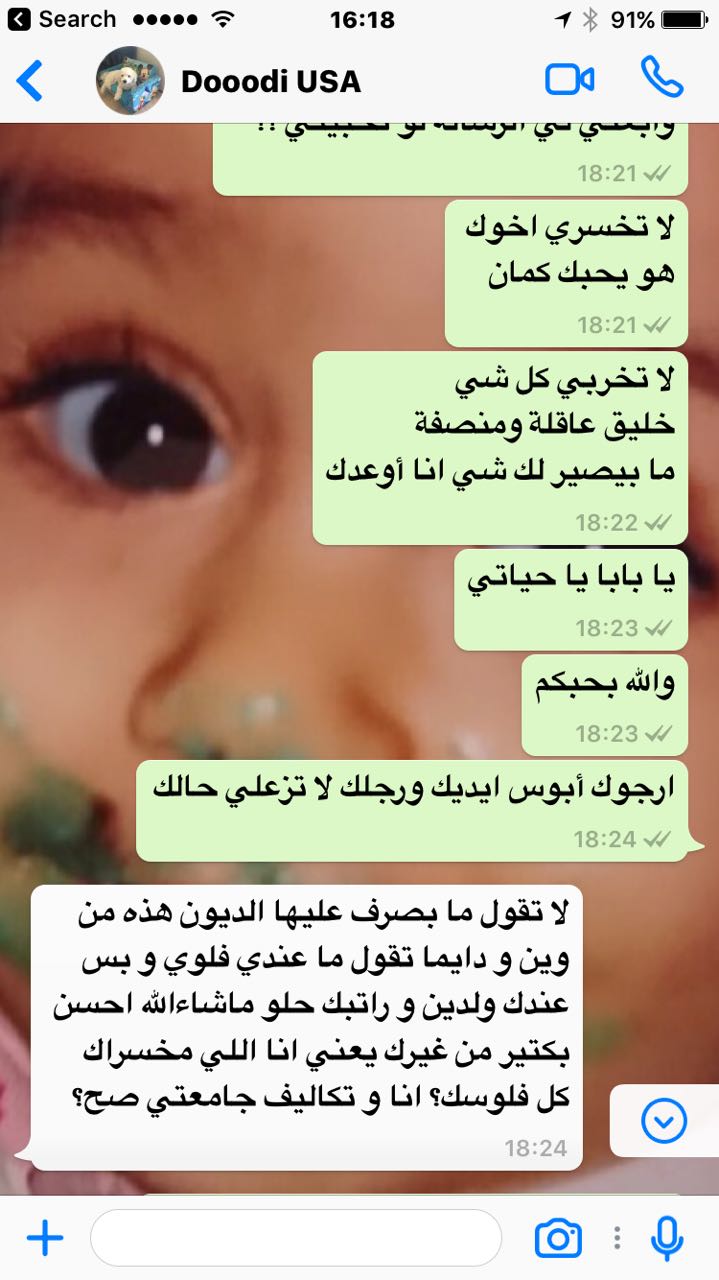 Search
16:18
91%
Dooodi USA
18:21
لا تخسري اخوك
هو يحبك كمان
18:21
لا تخربي كل شي
خليق عاقلة ومنصفة
ما بيصير لك شي انا أوعدك
18:22
يا بابا يا حياتي
18:23
والله بحبكم
18:23
ارجوك أبوس ايديك ورجلك لا تزعلي حالك
18:24
لا تقول ما بصرف عليها الديون هذه من
وين و دايما تقول ما عندي فلوي و بس
عندك ولدين و راتبك حلو ماشاءالله احسن
بكتير من غيرك يعني انا اللي مخسراك
كل فلوسك؟ انا و تكاليف جامعتي صح؟
18:24